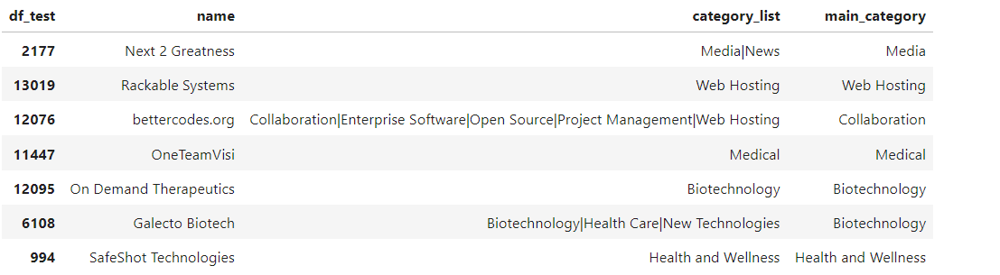 df_test name category_list main_category
2177 Next 2 Greatness Media|News Media
13019 Rackable Systems Web Hosting Web Hosting
12076 bettercodes.org Collaboration|Enterprise Software|Open Source|Project Management|Web Hosting Collaboration
11447 OneTeamVisi Medical Medical
12095 On Demand Therapeutics Biotechnology Biotechnology
6108 Galecto Biotech Biotechnology|Health Care|New Technologies Biotechnology
994 SafeShot Technologies Health and Wellness Health and Wellness